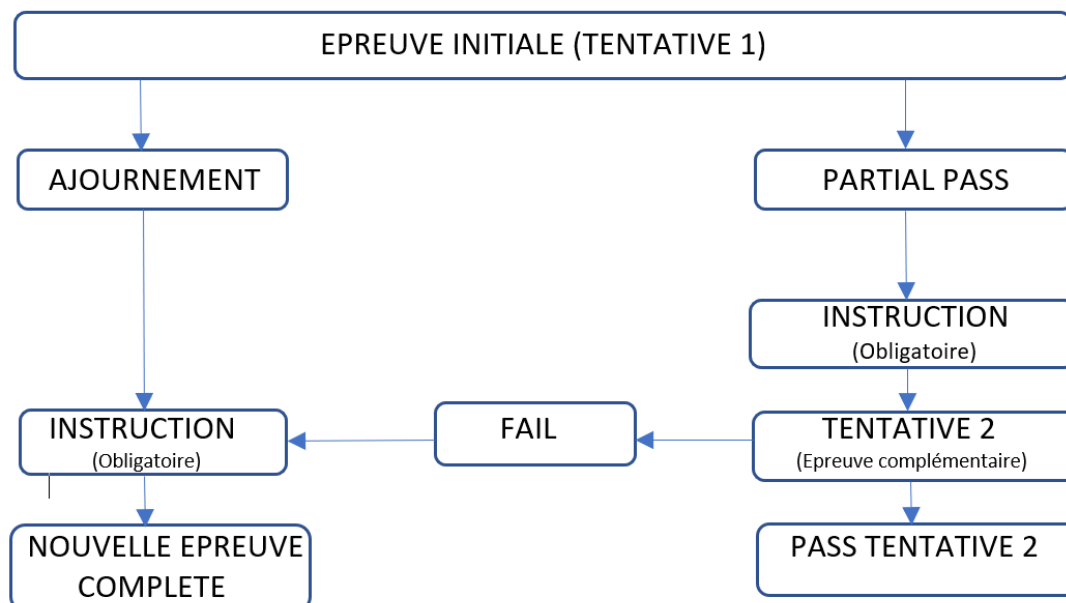 EPREUVE INITIALE (TENTATIVE 1)
AJOURNEMENT
PARTIAL PASS
INSTRUCTION
(Obligatoire)
INSTRUCTION
(Obligatoire)
FAIL
TENTATIVE 2
(Epreuve complémentaire)
NOUVELLE EPREUVE
COMPLETE
PASS TENTATIVE 2